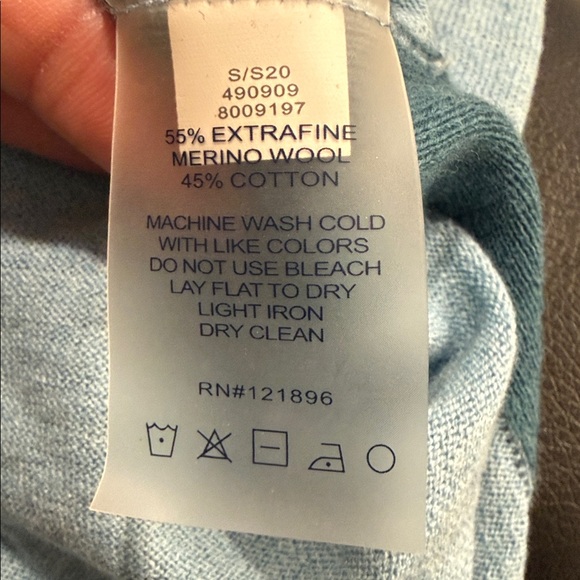 S/S20
490909
8009197
55% EXTRAFINE
MERINO WOOL
45% COTTON
MACHINE WASH COLD
WITH LIKE COLORS
DO NOT USE BLEACH
LAY FLAT TO DRY
LIGHT IRON
DRY CLEAN
RN#121896